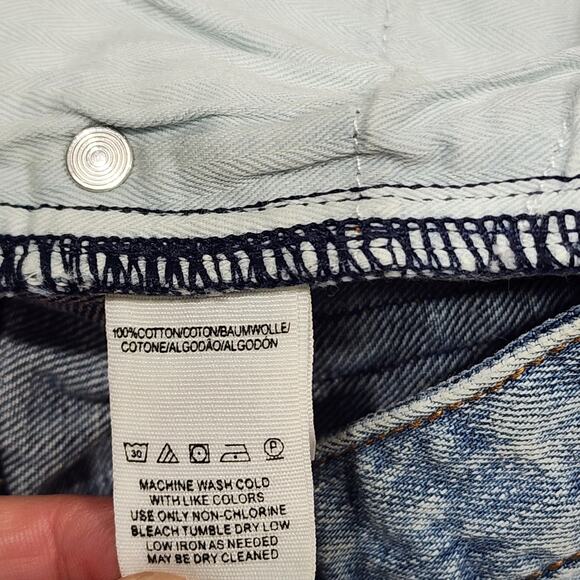 100%COTTON/COTON/BAUMWOLLE/
COTONE/ALGODÃO/ALGODÓN
30 P
MACHINE WASH COLD
WITH LIKE COLORS
USE ONLY NON-CHLORINE
BLEACH TUMBLE DRY LOW
LOW IRON AS NEEDED
MAY BE DRY CLEANED